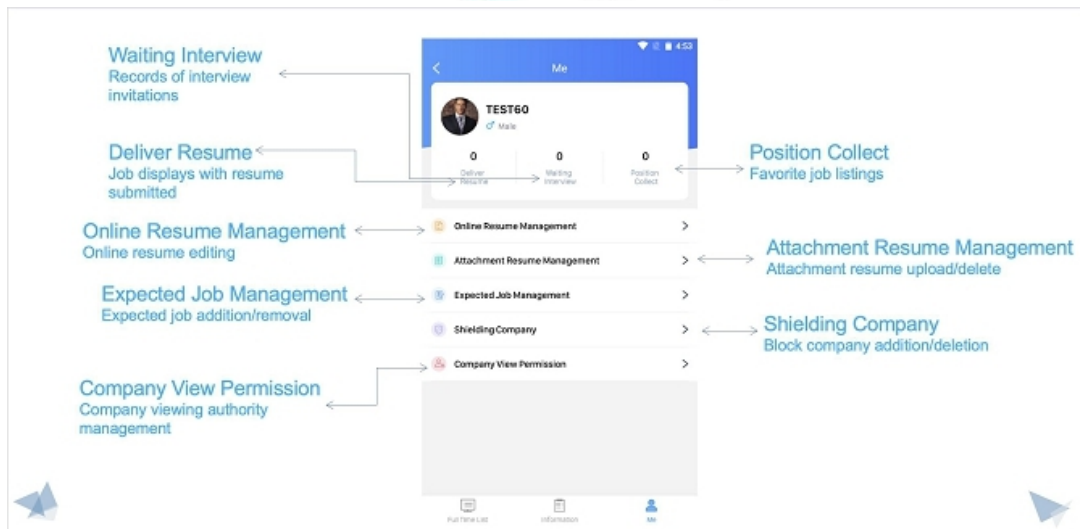 Waiting Interview
Records of interview
invitations
Deliver Resume
Job displays with resume
submitted
Online Resume Management
Online resume editing
Expected Job Management
Expected job addition/removal
Company View Permission
Company viewing authority
management
4:53
Me
TEST60
Male
0
0
0
Deliver
Resume
Waiting
Interview
Position
Collect
Online Resume Management
Attachment Resume Management
Expected Job Management
Shielding Company
Company View Permission
Full Time List
Information
Me
Position Collect
Favorite job listings
Attachment Resume Management
Attachment resume upload/delete
Shielding Company
Block company addition/deletion